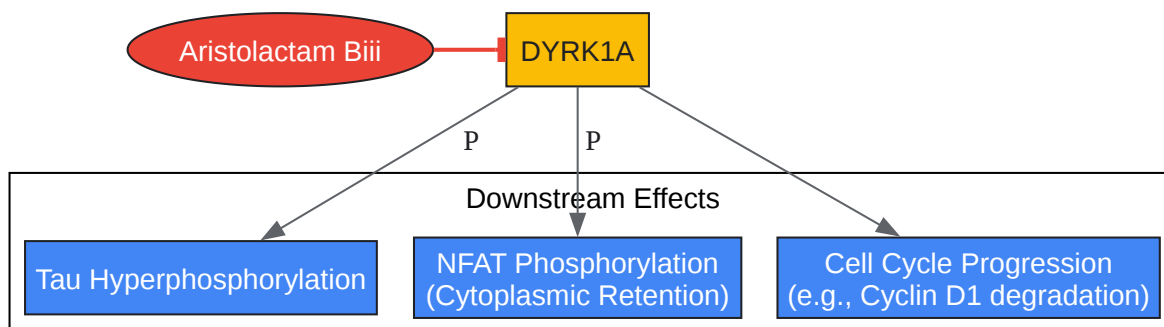 Aristolactam Biii
DYRK1A
P
P
Downstream Effects
Tau Hyperphosphorylation
NFAT Phosphorylation
(Cytoplasmic Retention)
Cell Cycle Progression
(e.g., Cyclin D1 degradation)